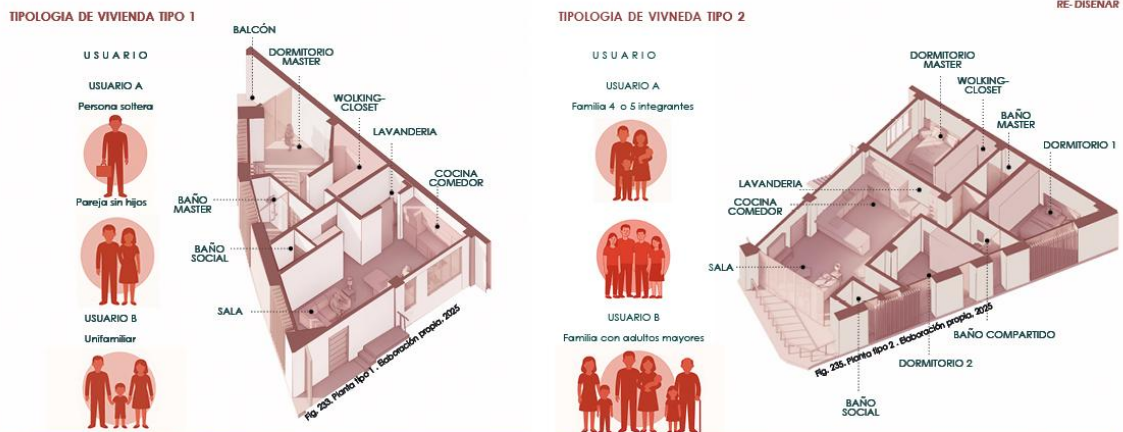 RE- DISEÑAR
TIPOLOGIA DE VIVIENDA TIPO 1
USUARIO
USUARIO A
Persona soltera
Pareja sin hijos
USUARIO B
Unifamiliar
BALCÓN
DORMITORIO
MASTER
WOLKING-
CLOSET
LAVANDERIA
COCINA
COMEDOR
BAÑO
MASTER
BAÑO
SOCIAL
SALA
Fig. 233. Planta tipo 1 . Elaboración propia. 2025
TIPOLOGIA DE VIVNEDA TIPO 2
USUARIO
USUARIO A
Familia 4 o 5 integrantes
USUARIO B
Familia con adultos mayores
DORMITORIO
MASTER
WOLKING-
CLOSET
BAÑO
MASTER
DORMITORIO 1
LAVANDERIA
COCINA
COMEDOR
SALA
BAÑO COMPARTIDO
DORMITORIO 2
BAÑO
SOCIAL
Fig. 235. Planta tipo 2 . Elaboración propia. 2025